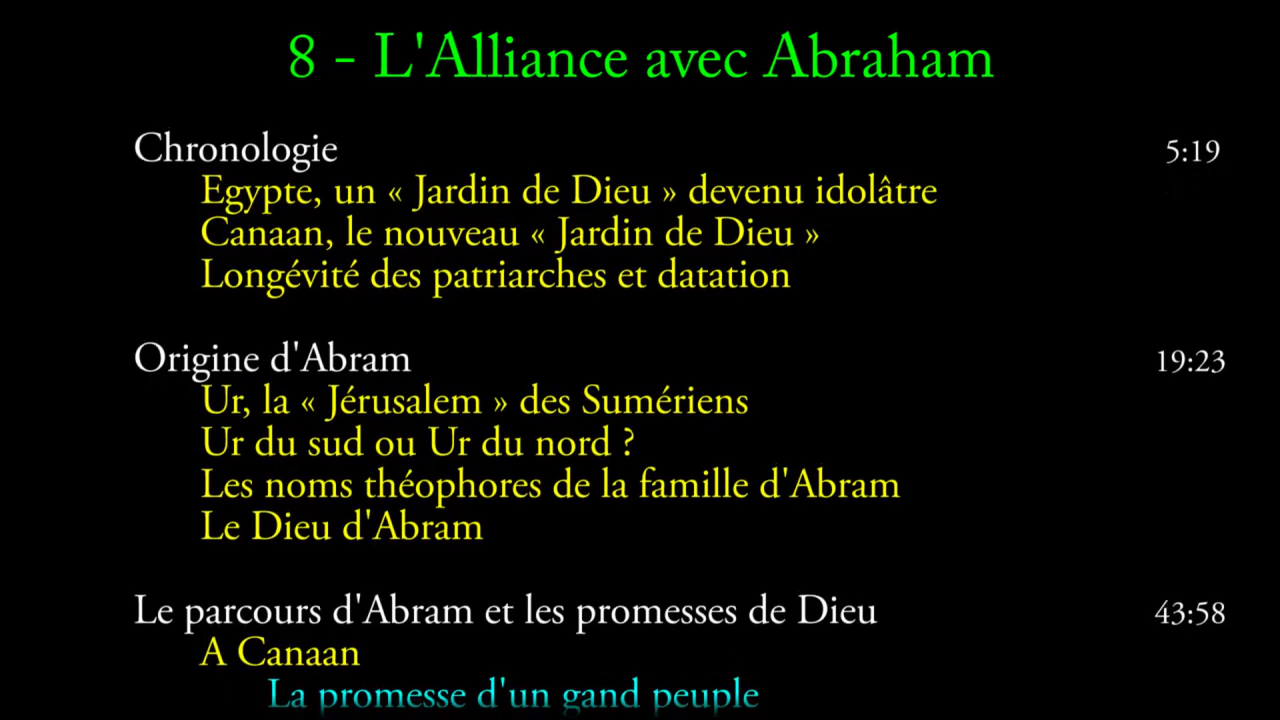 8 - L'Alliance avec Abraham
Chronologie 5:19
Egypte, un « Jardin de Dieu » devenu idolâtre
Canaan, le nouveau « Jardin de Dieu »
Longévité des patriarches et datation
Origine d'Abram 19:23
Ur, la « Jérusalem » des Sumériens
Ur du sud ou Ur du nord ?
Les noms théophores de la famille d'Abram
Le Dieu d'Abram
Le parcours d'Abram et les promesses de Dieu 43:58
A Canaan
La promesse d'un gand peuple